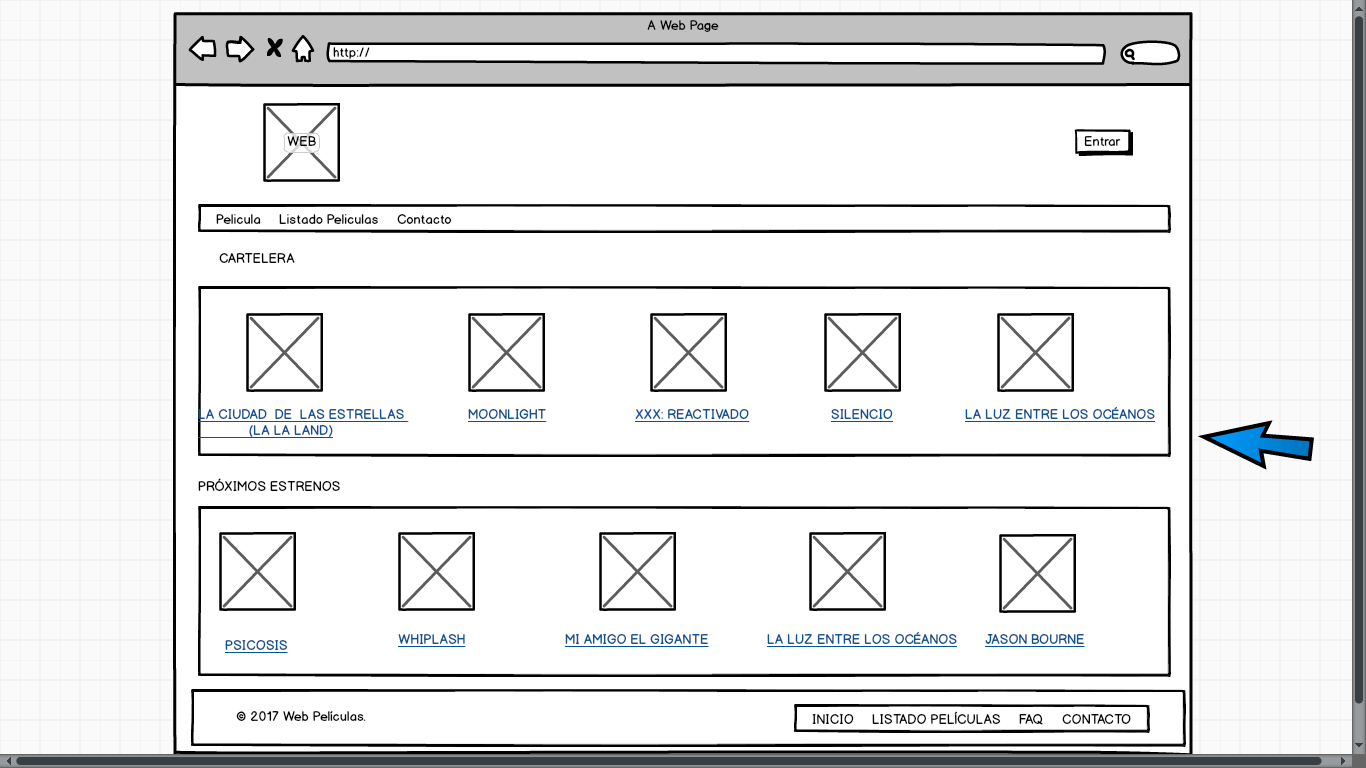 A Web Page
http://
WEB
Entrar
Pelicula Listado Peliculas Contacto
CARTELERA
LA CIUDAD DE LAS ESTRELLAS
(LA LA LAND)
MOONLIGHT
XXX: REACTIVADO
SILENCIO
LA LUZ ENTRE LOS OCÉANOS
PRÓXIMOS ESTRENOS
PSICOSIS
WHIPLASH
MI AMIGO EL GIGANTE
LA LUZ ENTRE LOS OCÉANOS
JASON BOURNE
© 2017 Web Películas.
INICIO LISTADO PELÍCULAS FAQ CONTACTO